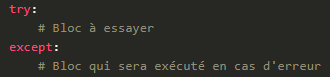 try:
    # Bloc à essayer
except:
    # Bloc qui sera exécuté en cas d'erreur